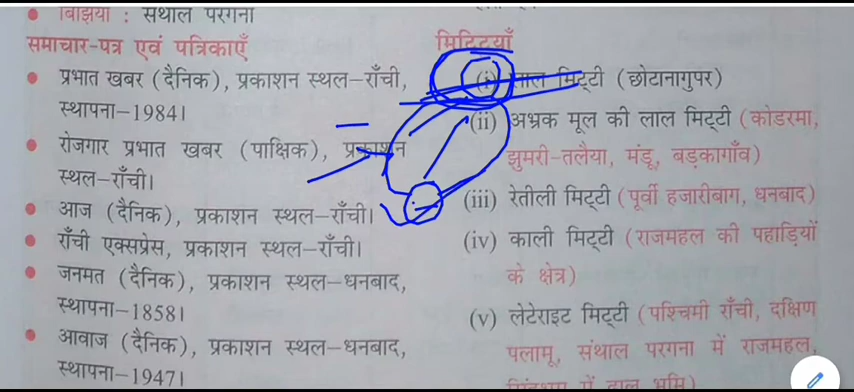 • बिझिया : संथाल परगना
समाचार-पत्र एवं पत्रिकाएँ
• प्रभात खबर (दैनिक), प्रकाशन स्थल–राँची,
स्थापना–1984।
• रोजगार प्रभात खबर (पाक्षिक), प्रकाशन
स्थल–राँची।
• आज (दैनिक), प्रकाशन स्थल–राँची।
• राँची एक्सप्रेस, प्रकाशन स्थल–राँची।
• जनमत (दैनिक), प्रकाशन स्थल–धनबाद,
स्थापना–1858।
• आवाज (दैनिक), प्रकाशन स्थल–धनबाद,
स्थापना–1947।
मिट्टियाँ
(i) लाल मिट्टी (छोटानागुपर)
(ii) अभ्रक मूल की लाल मिट्टी (कोडरमा,
झुमरी-तलैया, मंडू, बड़कागाँव)
(iii) रेतीली मिट्टी (पूर्वी हजारीबाग, धनबाद)
(iv) काली मिट्टी (राजमहल की पहाड़ियों
के क्षेत्र)
(v) लेटेराइट मिट्टी (पश्चिमी राँची, दक्षिण
पलामू, संथाल परगना में राजमहल,